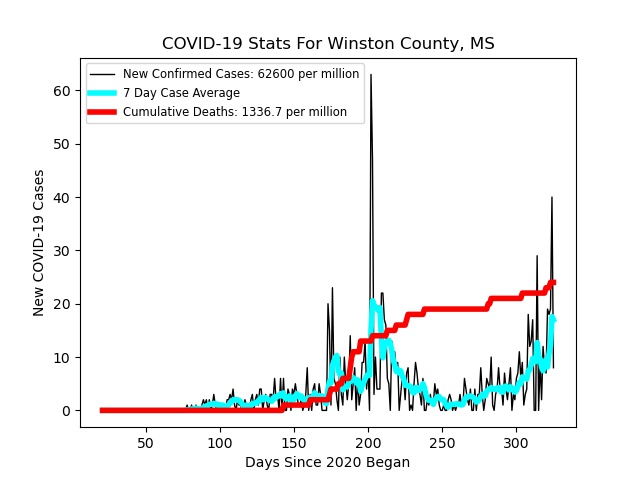 COVID-19 Stats For Winston County, MS
New Confirmed Cases: 62600 per million
7 Day Case Average
Cumulative Deaths: 1336.7 per million
New COVID-19 Cases
60
50
40
30
20
10
0
50 100 150 200 250 300
Days Since 2020 Began